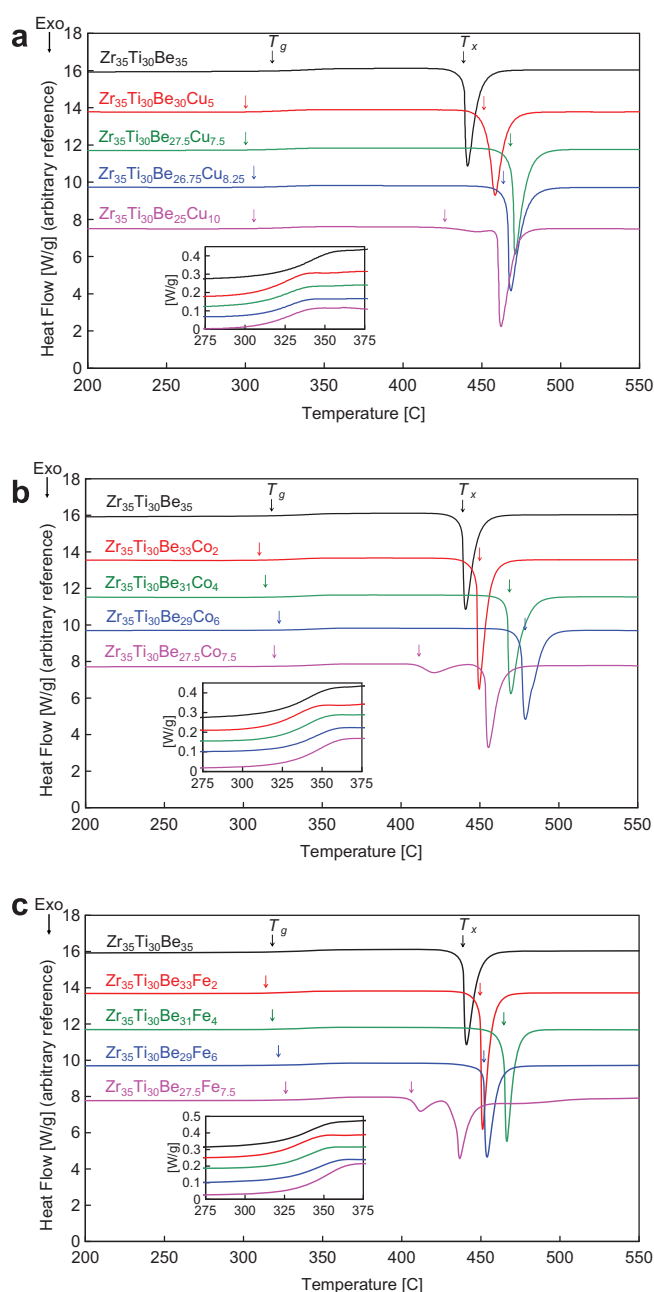 a
Exo
T g
T x
18
16
14
12
10
8
6
4
2
0
Zr35Ti30Be35
Zr35Ti30Be30Cu5
Zr35Ti30Be27.5Cu7.5
Zr35Ti30Be26.75Cu8.25
Zr35Ti30Be25Cu10
Heat Flow [W/g] (arbitrary reference)
[W/g]
0.4
0.3
0.2
0.1
0
275 300 325 350 375
200 250 300 350 400 450 500 550
Temperature [C]
b
Exo
T g
T x
18
16
14
12
10
8
6
4
2
0
Zr35Ti30Be35
Zr35Ti30Be33Co2
Zr35Ti30Be31Co4
Zr35Ti30Be29Co6
Zr35Ti30Be27.5Co7.5
Heat Flow [W/g] (arbitrary reference)
[W/g]
0.4
0.3
0.2
0.1
0
275 300 325 350 375
200 250 300 350 400 450 500 550
Temperature [C]
c
Exo
T g
T x
18
16
14
12
10
8
6
4
2
0
Zr35Ti30Be35
Zr35Ti30Be33Fe2
Zr35Ti30Be31Fe4
Zr35Ti30Be29Fe6
Zr35Ti30Be27.5Fe7.5
Heat Flow [W/g] (arbitrary reference)
[W/g]
0.5
0.4
0.3
0.2
0.1
0
275 300 325 350 375
200 250 300 350 400 450 500 550
Temperature [C]